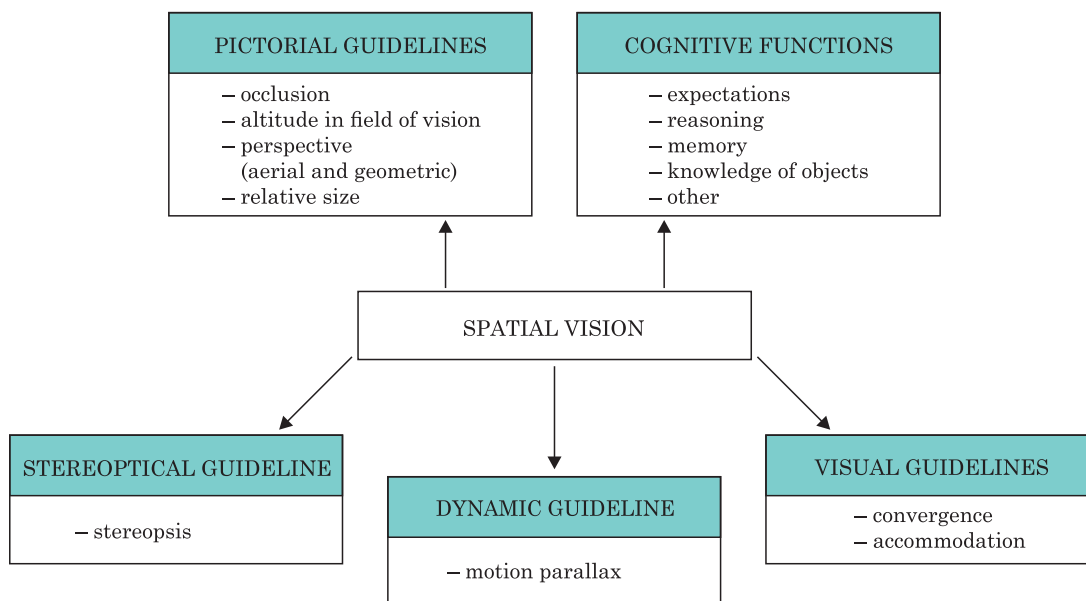 PICTORIAL GUIDELINES
– occlusion
– altitude in field of vision
– perspective
(aerial and geometric)
– relative size
COGNITIVE FUNCTIONS
– expectations
– reasoning
– memory
– knowledge of objects
– other
SPATIAL VISION
STEREOPTICAL GUIDELINE
– stereopsis
DYNAMIC GUIDELINE
– motion parallax
VISUAL GUIDELINES
– convergence
– accommodation